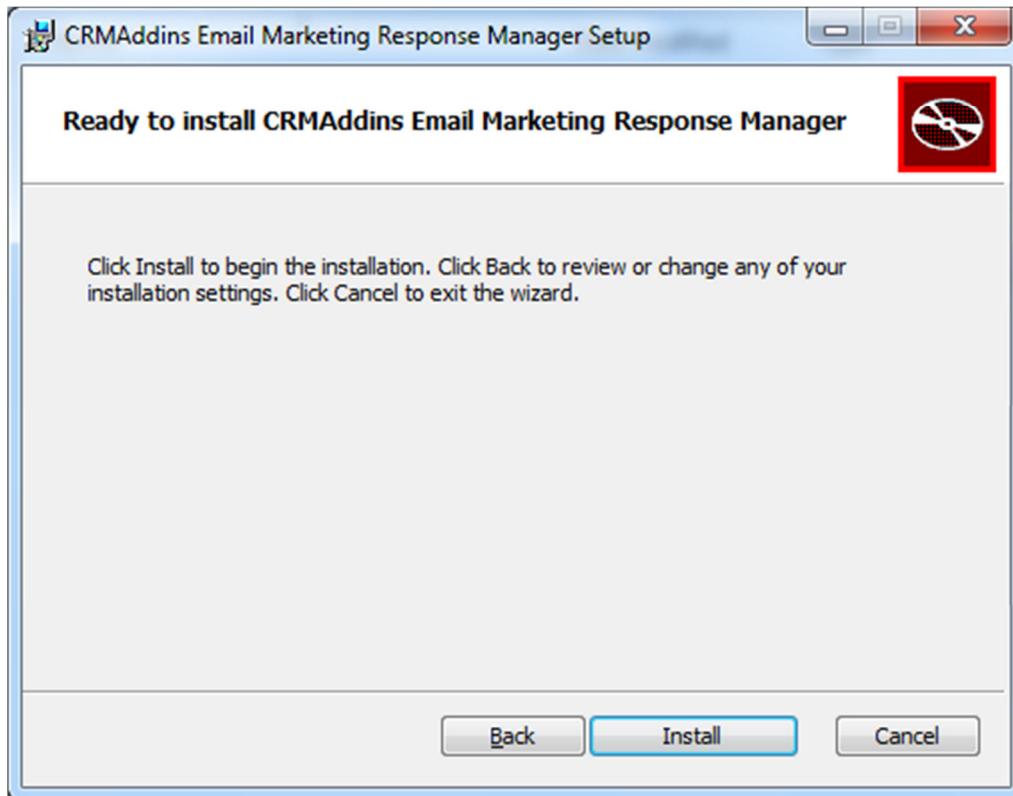 CRMAddins Email Marketing Response Manager Setup
Ready to install CRMAddins Email Marketing Response Manager
Click Install to begin the installation. Click Back to review or change any of your
installation settings. Click Cancel to exit the wizard.
Back Install Cancel